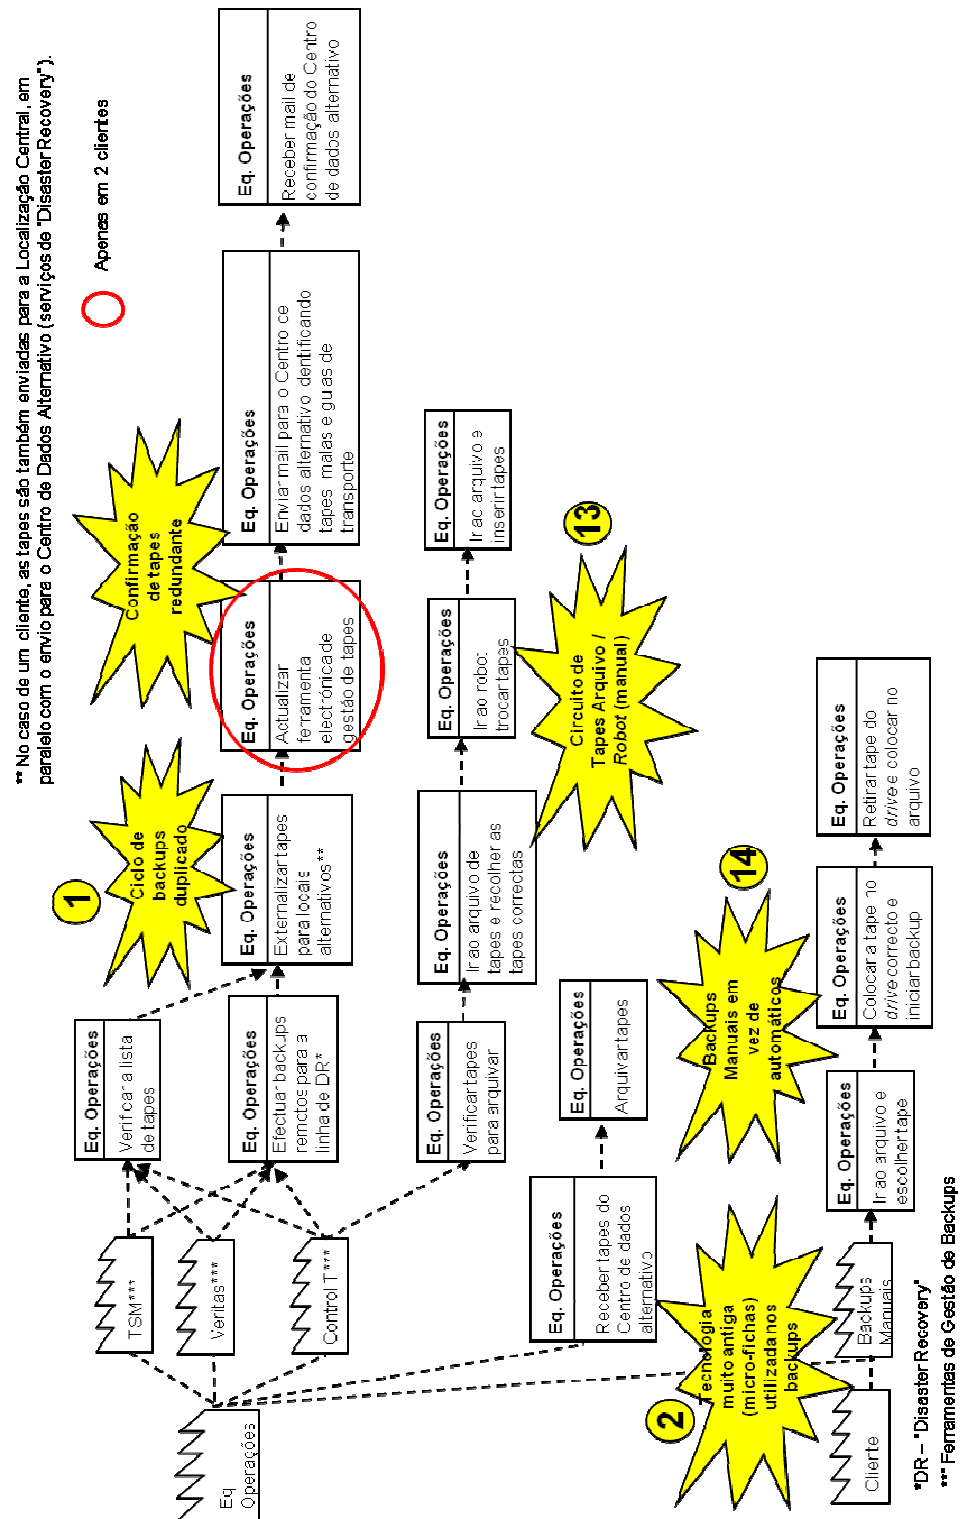 ** No caso de um cliente, as tapes são também enviadas para a Localização Central, em
paralelo com o envio para o Centro de Dados Alternativo (serviços de "Disaster Recovery").
Apenas em 2 clientes
Eq
Operações
TSM***
Veritas***
Control T***
Eq. Operações
Verificar a lista
de tapes
Eq. Operações
Efectuar backups
remotos para a
linha de DR*
1
Ciclo de
backups
duplicado
Eq. Operações
Externalizar tapes
para locais
alternativos**
Confirmação
de tapes
redundante
Eq. Operações
Actualizar
ferramenta
electrónica de
gestão de tapes
Eq. Operações
Enviar mail para o Centro ce
dados alternativo dentificando
tapes malas e guias de
transporte
Eq. Operações
Receber mail de
confirmação do Centro
de dados alternativo
Eq. Operações
Verificar tapes
para arquivar
Eq. Operações
Ir ao arquivo de
tapes e recolher as
tapes correctas
Eq. Operações
Ir ao robot
trocar tapes
Eq. Operações
Ir ao arquivo e
inserir tapes
13
Circuito de
Tapes Arquivo /
Robot (manual)
Eq. Operações
Receber tapes do
Centro de dados
alternativo
Eq. Operações
Arquivar tapes
2
Tecnologia
muito antiga
(micro-fichas)
utilizada nos
backups
14
Backups
Manuais em
vez de
automáticos
Clierte
Backups
Manuais
Eq. Operações
Ir ao arquivo e
escolher tape
Eq. Operações
Colocar a tape no
drive correcto e
iniciar backup
Eq. Operações
Retirar tape do
drive e colocar no
arquivo
*DR – "Disaster Recovery"
*** Ferramentas de Gestão de Backups